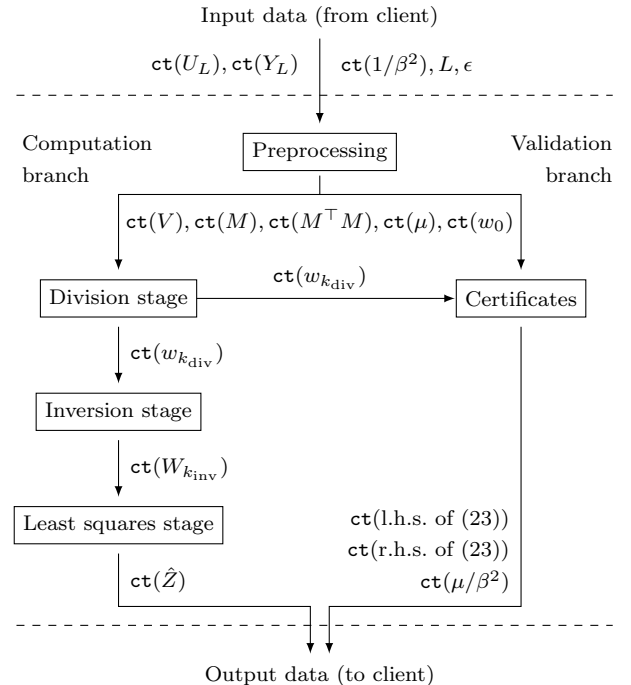 Input data (from client)
ct(U_L), ct(Y_L) ct(1/β²), L, ϵ
Computation branch
Preprocessing
Validation branch
ct(V), ct(M), ct(M^⊤ M), ct(μ), ct(w_0)
Division stage
ct(w_{k_div})
Certificates
ct(w_{k_div})
Inversion stage
ct(W_{k_inv})
Least squares stage
ct(l.h.s. of (23))
ct(r.h.s. of (23))
ct(μ/β²)
ct(Ẑ)
Output data (to client)